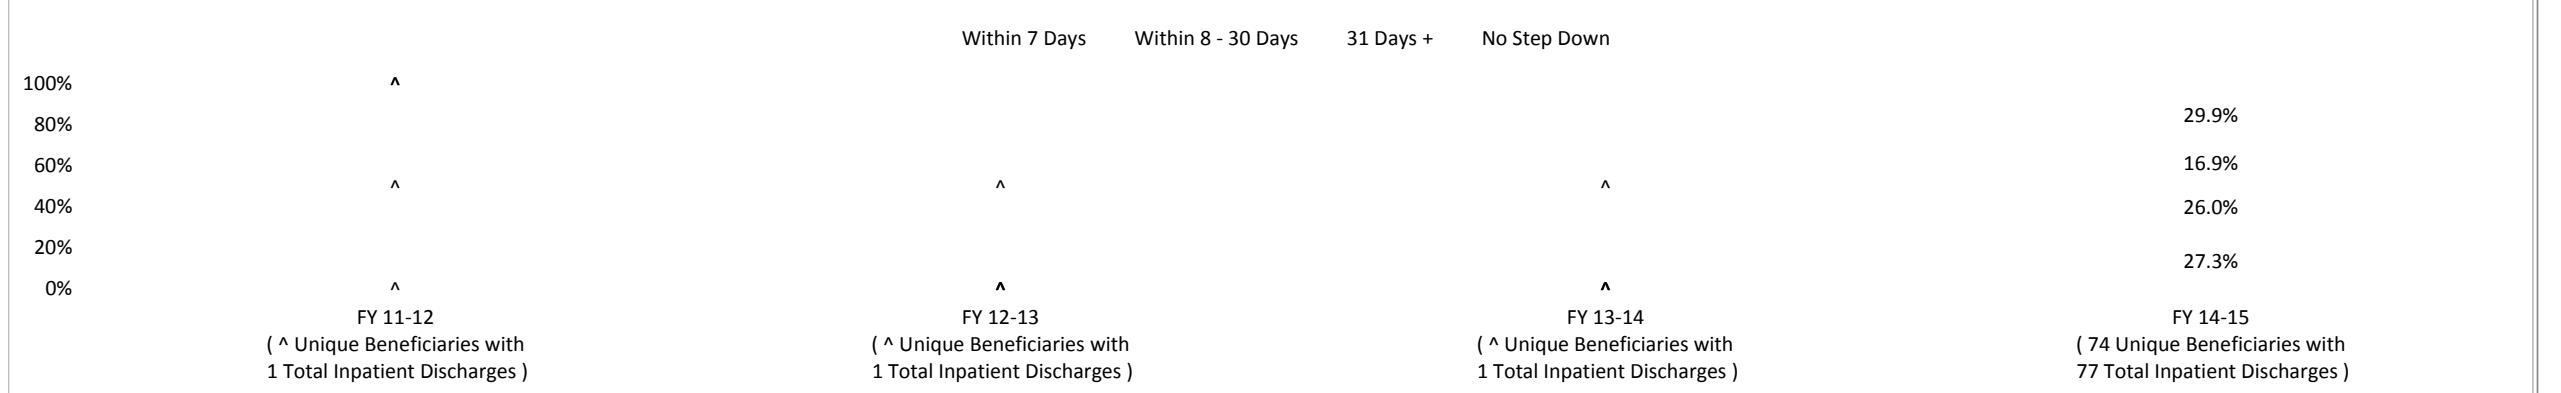 Within 7 Days Within 8 - 30 Days 31 Days + No Step Down
100% ^
29.9%
80%
60% 16.9%
^ ^ ^
40% 26.0%
20%
27.3%
0% ^ ^ ^
FY 11-12 FY 12-13 FY 13-14 FY 14-15
( ^ Unique Beneficiaries with ( ^ Unique Beneficiaries with ( ^ Unique Beneficiaries with ( 74 Unique Beneficiaries with
1 Total Inpatient Discharges ) 1 Total Inpatient Discharges ) 1 Total Inpatient Discharges ) 77 Total Inpatient Discharges )